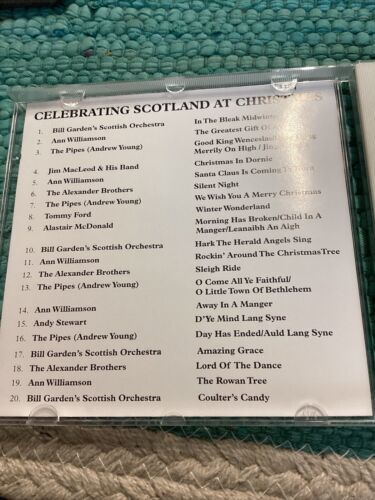 CELEBRATING SCOTLAND AT
1. Bill Garden's Scottish Orchestra In The Bleak Midwinter
2. Ann Williamson The Greatest Gift Of
3. The Pipes (Andrew Young) Good King Wenceslas/
Merrily On High /
4. Jim MacLeod & His Band Christmas In Dornie
5. Ann Williamson Santa Claus Is Coming To
6. The Alexander Brothers Silent Night
7. The Pipes (Andrew Young) We Wish You A Merry Christmas
8. Tommy Ford Winter Wonderland
9. Alastair McDonald Morning Has Broken/Child In A
Manger/Leanaihh An Aigh
10. Bill Garden's Scottish Orchestra Hark The Herald Angels Sing
11. Ann Williamson Rockin' Around The ChristmasTree
12. The Alexander Brothers Sleigh Ride
13. The Pipes (Andrew Young) O Come All Ye Faithful/
O Little Town Of Bethlehem
14. Ann Williamson Away In A Manger
15. Andy Stewart D'Ye Mind Lang Syne
16. The Pipes (Andrew Young) Day Has Ended/Auld Lang Syne
17. Bill Garden's Scottish Orchestra Amazing Grace
18. The Alexander Brothers Lord Of The Dance
19. Ann Williamson The Rowan Tree
20. Bill Garden's Scottish Orchestra Coulter's Candy